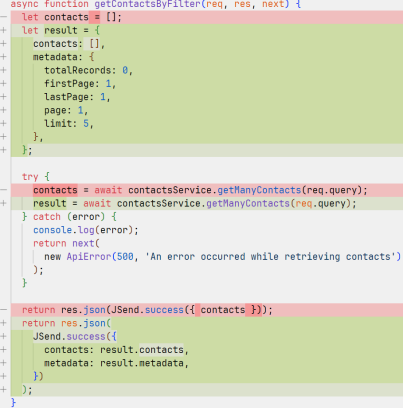 async function getContactsByFilter(req, res, next) {
-   let contacts = [];
+   let result = {
+     contacts: [],
+     metadata: {
+       totalRecords: 0,
+       firstPage: 1,
+       lastPage: 1,
+       page: 1,
+       limit: 5,
+     },
+   };

    try {
-     contacts = await contactsService.getManyContacts(req.query);
+     result = await contactsService.getManyContacts(req.query);
    } catch (error) {
      console.log(error);
      return next(
        new ApiError(500, 'An error occurred while retrieving contacts')
      );
    }

-   return res.json(JSend.success({ contacts }));
+   return res.json(
+     JSend.success({
+       contacts: result.contacts,
+       metadata: result.metadata,
+     })
+   );
}